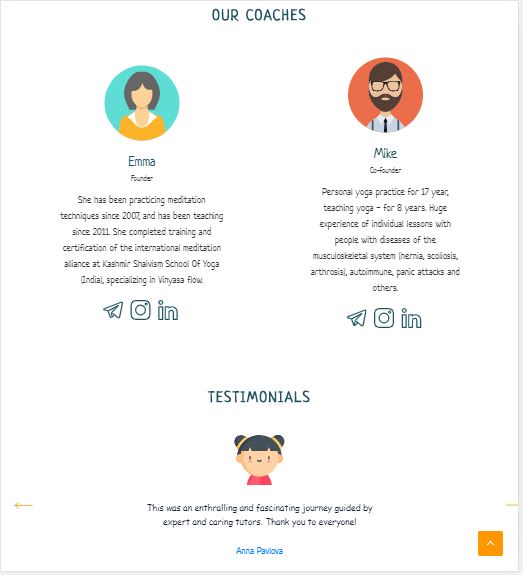 OUR COACHES
Emma
Founder
She has been practicing meditation
techniques since 2007, and has been teaching
since 2011. She completed training and
certification of the international meditation
alliance at Kashmir Shaivism School Of Yoga
(India), specializing in Vinyasa flow.
Mike
Co-founder
Personal yoga practice for 17 year,
teaching yoga - for 8 years. Huge
experience of individual lessons with
people with diseases of the
musculoskeletal system (hernia, scoliosis,
arthrosis), autoimmune, panic attacks and
others.
in
in
TESTIMONIALS
This was an enthralling and fascinating journey guided by
expert and caring tutors. Thank you to everyone!
Anna Pavlova